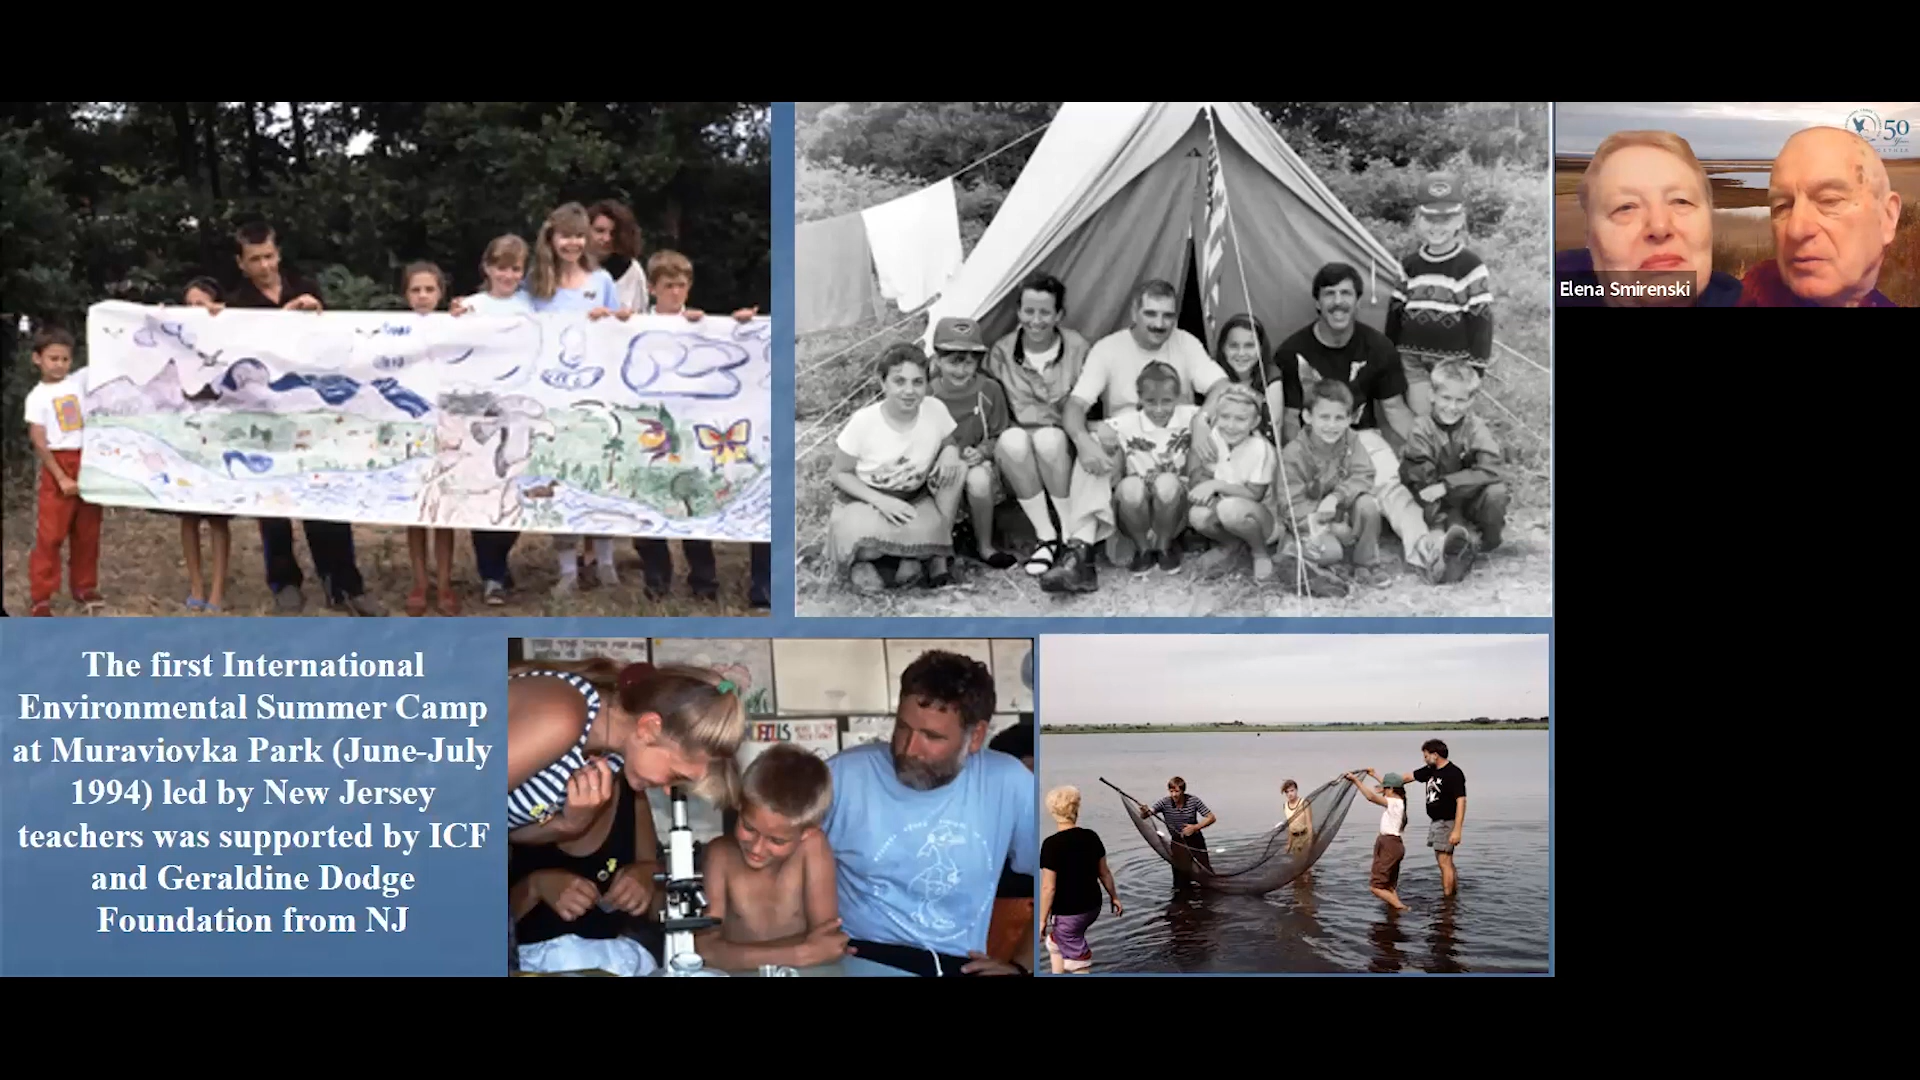 The first International
Environmental Summer Camp
at Muraviovka Park (June-July
1994) led by New Jersey
teachers was supported by ICF
and Geraldine Dodge
Foundation from NJ
Elena Smirenski
50